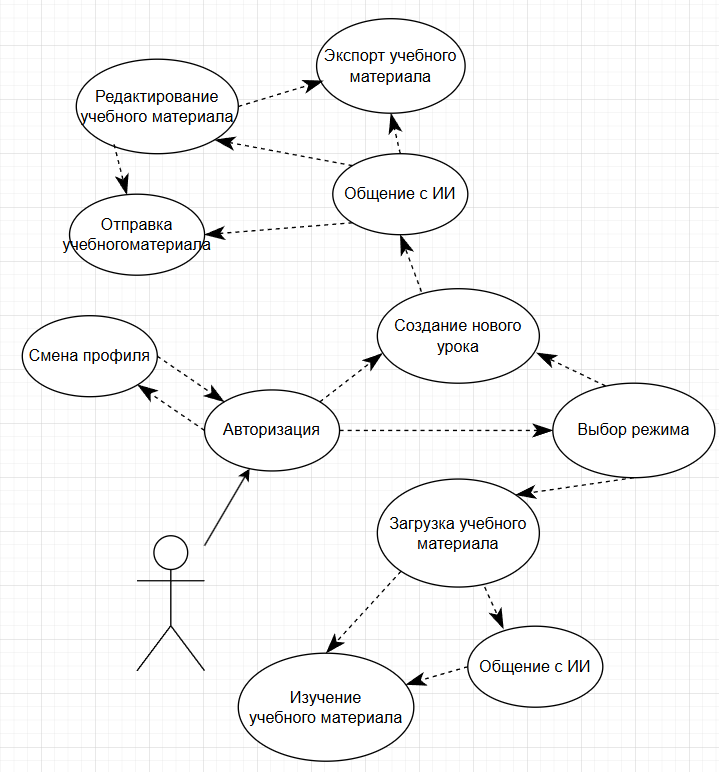 Экспорт учебного
материала
Редактирование
учебного материала
Общение с ИИ
Отправка
учебногоматериала
Создание нового
урока
Смена профиля
Авторизация
Выбор режима
Загрузка учебного
материала
Общение с ИИ
Изучение
учебного материала